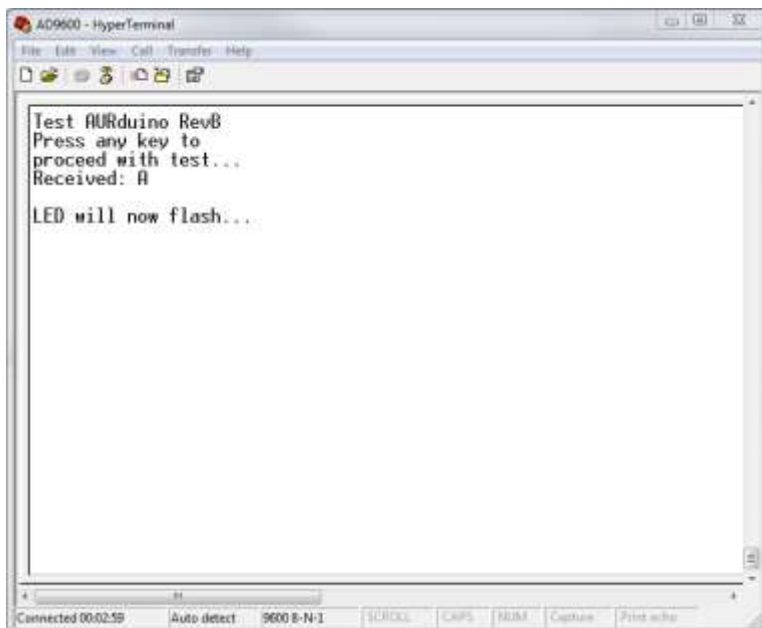 AD9600 - HyperTerminal
File Edit View Call Transfer Help
Test AURduino RevB
Press any key to
proceed with test...
Received: A
LED will now flash...
Connected 00:02:59 Auto detect 9600 8-N-1 SCROLL CAPS NUM Capture Print echo